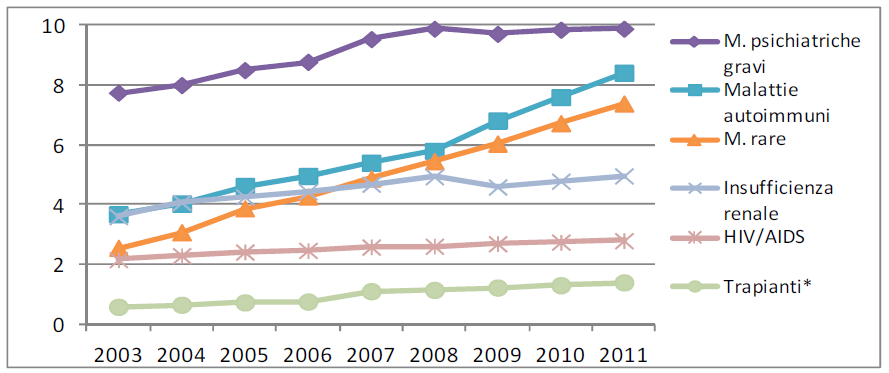 10
8
6
4
2
0
2003 2004 2005 2006 2007 2008 2009 2010 2011
M. psichiatriche
gravi
Malattie
autoimmuni
M. rare
Insufficienza
renale
HIV/AIDS
Trapianti*